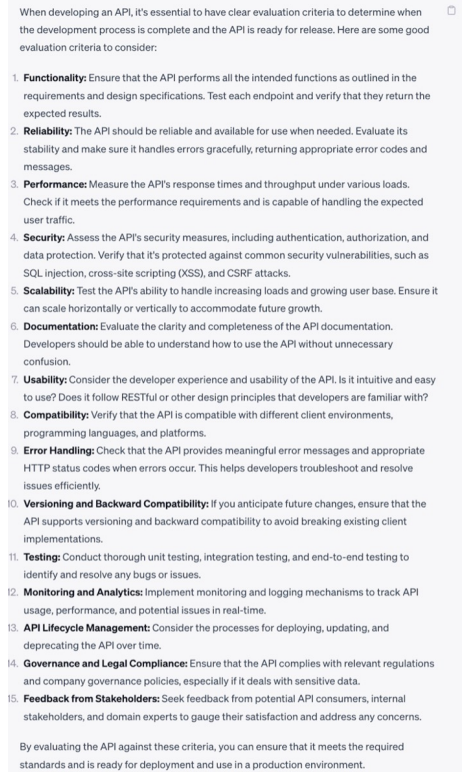 When developing an API, it's essential to have clear evaluation criteria to determine when
the development process is complete and the API is ready for release. Here are some good
evaluation criteria to consider:
1. Functionality: Ensure that the API performs all the intended functions as outlined in the
requirements and design specifications. Test each endpoint and verify that they return the
expected results.
2. Reliability: The API should be reliable and available for use when needed. Evaluate its
stability and make sure it handles errors gracefully, returning appropriate error codes and
messages.
3. Performance: Measure the API's response times and throughput under various loads.
Check if it meets the performance requirements and is capable of handling the expected
user traffic.
4. Security: Assess the API's security measures, including authentication, authorization, and
data protection. Verify that it's protected against common security vulnerabilities, such as
SQL injection, cross-site scripting (XSS), and CSRF attacks.
5. Scalability: Test the API's ability to handle increasing loads and growing user base. Ensure it
can scale horizontally or vertically to accommodate future growth.
6. Documentation: Evaluate the clarity and completeness of the API documentation.
Developers should be able to understand how to use the API without unnecessary
confusion.
7. Usability: Consider the developer experience and usability of the API. Is it intuitive and easy
to use? Does it follow RESTful or other design principles that developers are familiar with?
8. Compatibility: Verify that the API is compatible with different client environments,
programming languages, and platforms.
9. Error Handling: Check that the API provides meaningful error messages and appropriate
HTTP status codes when errors occur. This helps developers troubleshoot and resolve
issues efficiently.
10. Versioning and Backward Compatibility: If you anticipate future changes, ensure that the
API supports versioning and backward compatibility to avoid breaking existing client
implementations.
11. Testing: Conduct thorough unit testing, integration testing, and end-to-end testing to
identify and resolve any bugs or issues.
12. Monitoring and Analytics: Implement monitoring and logging mechanisms to track API
usage, performance, and potential issues in real-time.
13. API Lifecycle Management: Consider the processes for deploying, updating, and
deprecating the API over time.
14. Governance and Legal Compliance: Ensure that the API complies with relevant regulations
and company governance policies, especially if it deals with sensitive data.
15. Feedback from Stakeholders: Seek feedback from potential API consumers, internal
stakeholders, and domain experts to gauge their satisfaction and address any concerns.
By evaluating the API against these criteria, you can ensure that it meets the required
standards and is ready for deployment and use in a production environment.